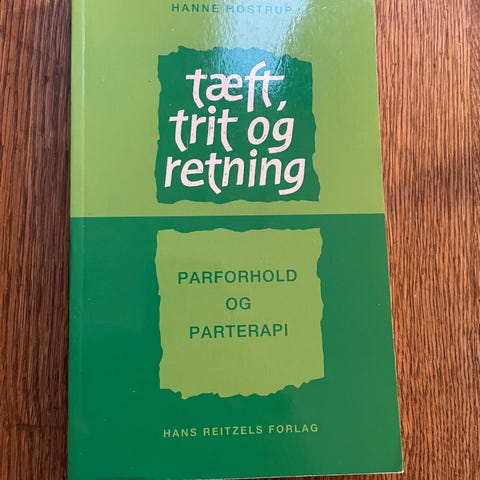 HANNE HOSTRUP
tæft,
trit og
retning
PARFORHOLD
OG
PARTERAPI
HANS REITZELS FORLAG